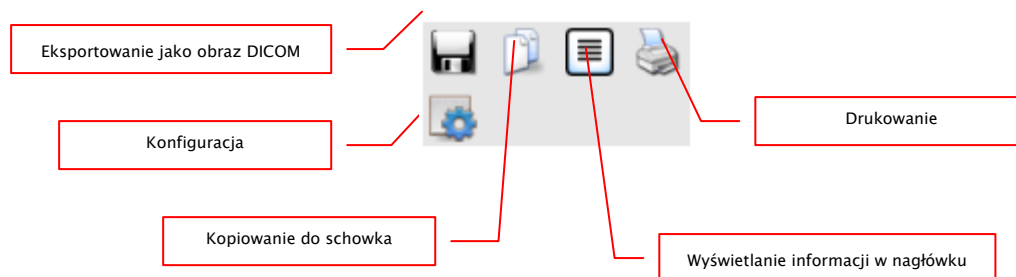 Eksportowanie jako obraz DICOM
Drukowanie
Konfiguracja
Kopiowanie do schowka
Wyświetlanie informacji w nagłówku